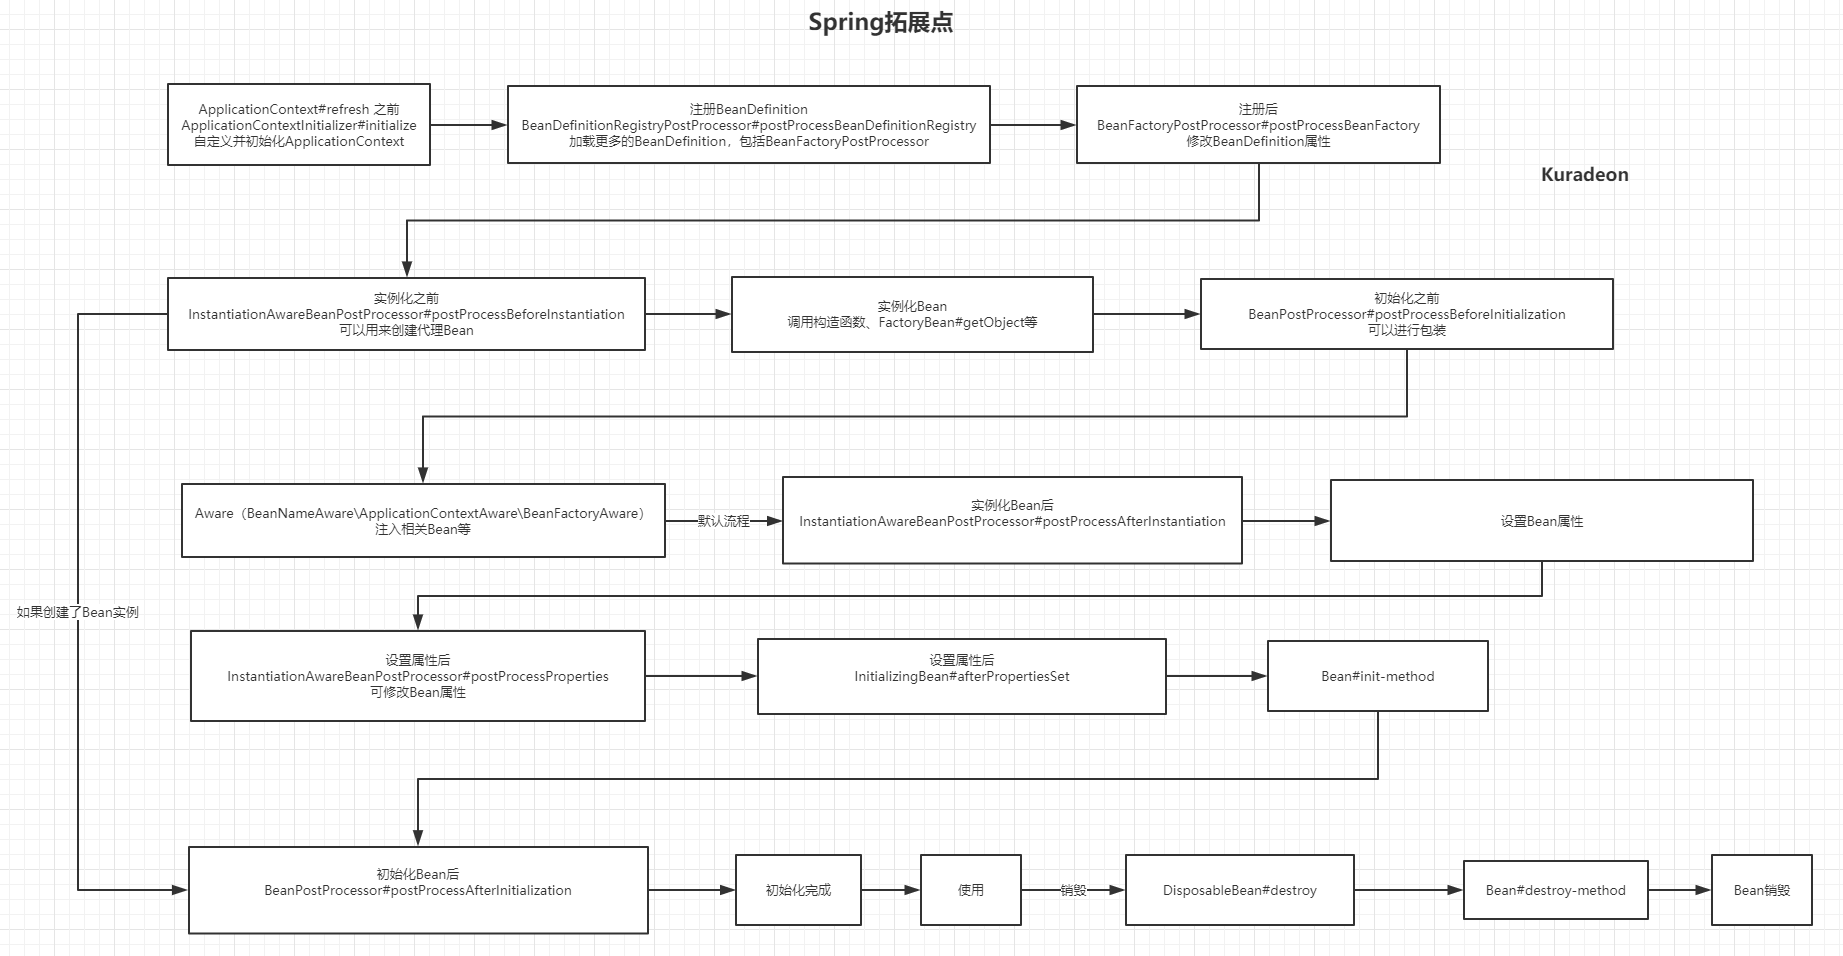 Spring拓展点
ApplicationContext#refresh 之前
ApplicationContextInitializer#initialize
自定义并初始化ApplicationContext
注册BeanDefinition
BeanDefinitionRegistryPostProcessor#postProcessBeanDefinitionRegistry
加载更多的BeanDefinition，包括BeanFactoryPostProcessor
注册后
BeanFactoryPostProcessor#postProcessBeanFactory
修改BeanDefinition属性
Kuradeon
实例化之前
InstantiationAwareBeanPostProcessor#postProcessBeforeInstantiation
可以用来创建代理Bean
实例化Bean
调用构造函数、FactoryBean#getObject等
初始化之前
BeanPostProcessor#postProcessBeforeInitialization
可以进行包装
Aware（BeanNameAware\ApplicationContextAware\BeanFactoryAware）
注入相关Bean等
默认流程
实例化Bean后
InstantiationAwareBeanPostProcessor#postProcessAfterInstantiation
设置Bean属性
如果创建了Bean实例
设置属性后
InstantiationAwareBeanPostProcessor#postProcessProperties
可修改Bean属性
设置属性后
InitializingBean#afterPropertiesSet
Bean#init-method
初始化Bean后
BeanPostProcessor#postProcessAfterInitialization
初始化完成
使用
销毁
DisposableBean#destroy
Bean#destroy-method
Bean销毁